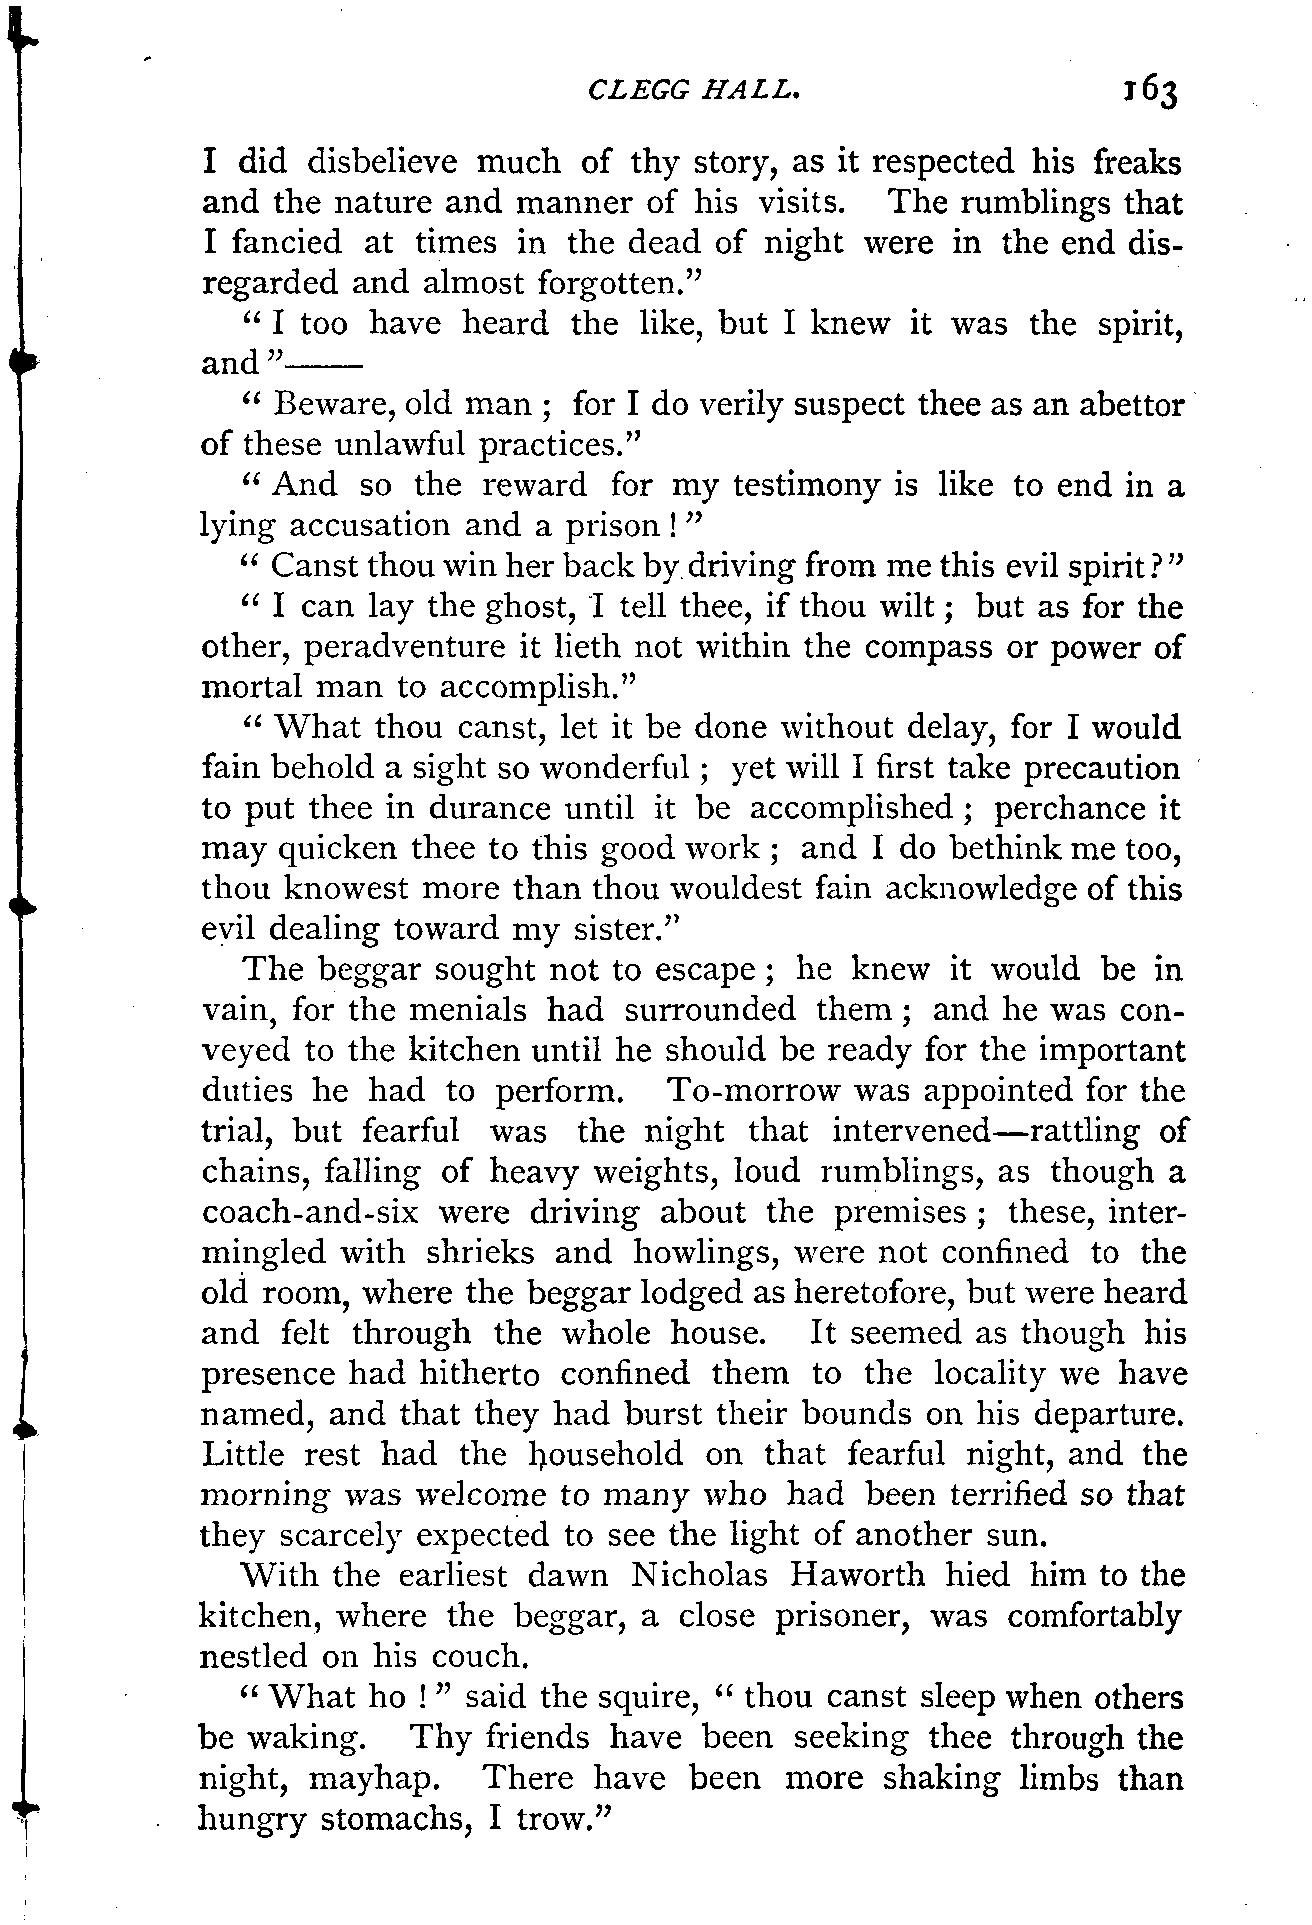 CLEGG HALL. 163
I did disbelieve much of thy story, as it respected his freaks
and the nature and manner of his visits. The rumblings that
I fancied at times in the dead of night were in the end dis-
regarded and almost forgotten."
" I too have heard the like, but I knew it was the spirit,
and "——
" Beware, old man ; for I do verily suspect thee as an abettor
of these unlawful practices."
" And so the reward for my testimony is like to end in a
lying accusation and a prison ! "
" Canst thou win her back by driving from me this evil spirit ? "
" I can lay the ghost, I tell thee, if thou wilt ; but as for the
other, peradventure it lieth not within the compass or power of
mortal man to accomplish."
" What thou canst, let it be done without delay, for I would
fain behold a sight so wonderful ; yet will I first take precaution
to put thee in durance until it be accomplished ; perchance it
may quicken thee to this good work ; and I do bethink me too,
thou knowest more than thou wouldest fain acknowledge of this
evil dealing toward my sister."
The beggar sought not to escape ; he knew it would be in
vain, for the menials had surrounded them ; and he was con-
veyed to the kitchen until he should be ready for the important
duties he had to perform. To-morrow was appointed for the
trial, but fearful was the night that intervened—rattling of
chains, falling of heavy weights, loud rumblings, as though a
coach-and-six were driving about the premises ; these, inter-
mingled with shrieks and howlings, were not confined to the
old room, where the beggar lodged as heretofore, but were heard
and felt through the whole house. It seemed as though his
presence had hitherto confined them to the locality we have
named, and that they had burst their bounds on his departure.
Little rest had the household on that fearful night, and the
morning was welcome to many who had been terrified so that
they scarcely expected to see the light of another sun.
With the earliest dawn Nicholas Haworth hied him to the
kitchen, where the beggar, a close prisoner, was comfortably
nestled on his couch.
" What ho ! " said the squire, " thou canst sleep when others
be waking. Thy friends have been seeking thee through the
night, mayhap. There have been more shaking limbs than
hungry stomachs, I trow."